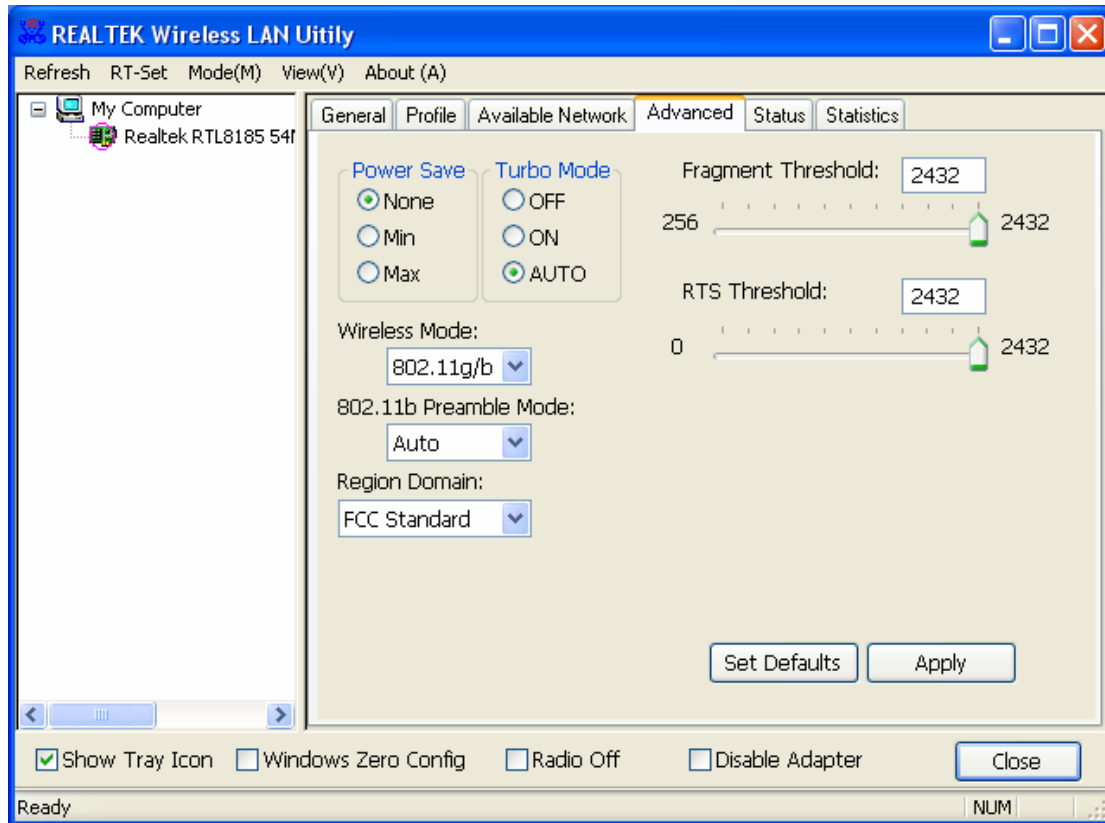 REALTEK Wireless LAN Uitily
Refresh RT-Set Mode(M) View(V) About (A)
My Computer
Realtek RTL8185 54
General Profile Available Network Advanced Status Statistics
Power Save
None
Min
Max
Turbo Mode
OFF
ON
AUTO
Wireless Mode:
802.11g/b
802.11b Preamble Mode:
Auto
Region Domain:
FCC Standard
Fragment Threshold: 2432
256 2432
RTS Threshold: 2432
0 2432
Set Defaults Apply
Show Tray Icon Windows Zero Config Radio Off Disable Adapter Close
Ready NUM